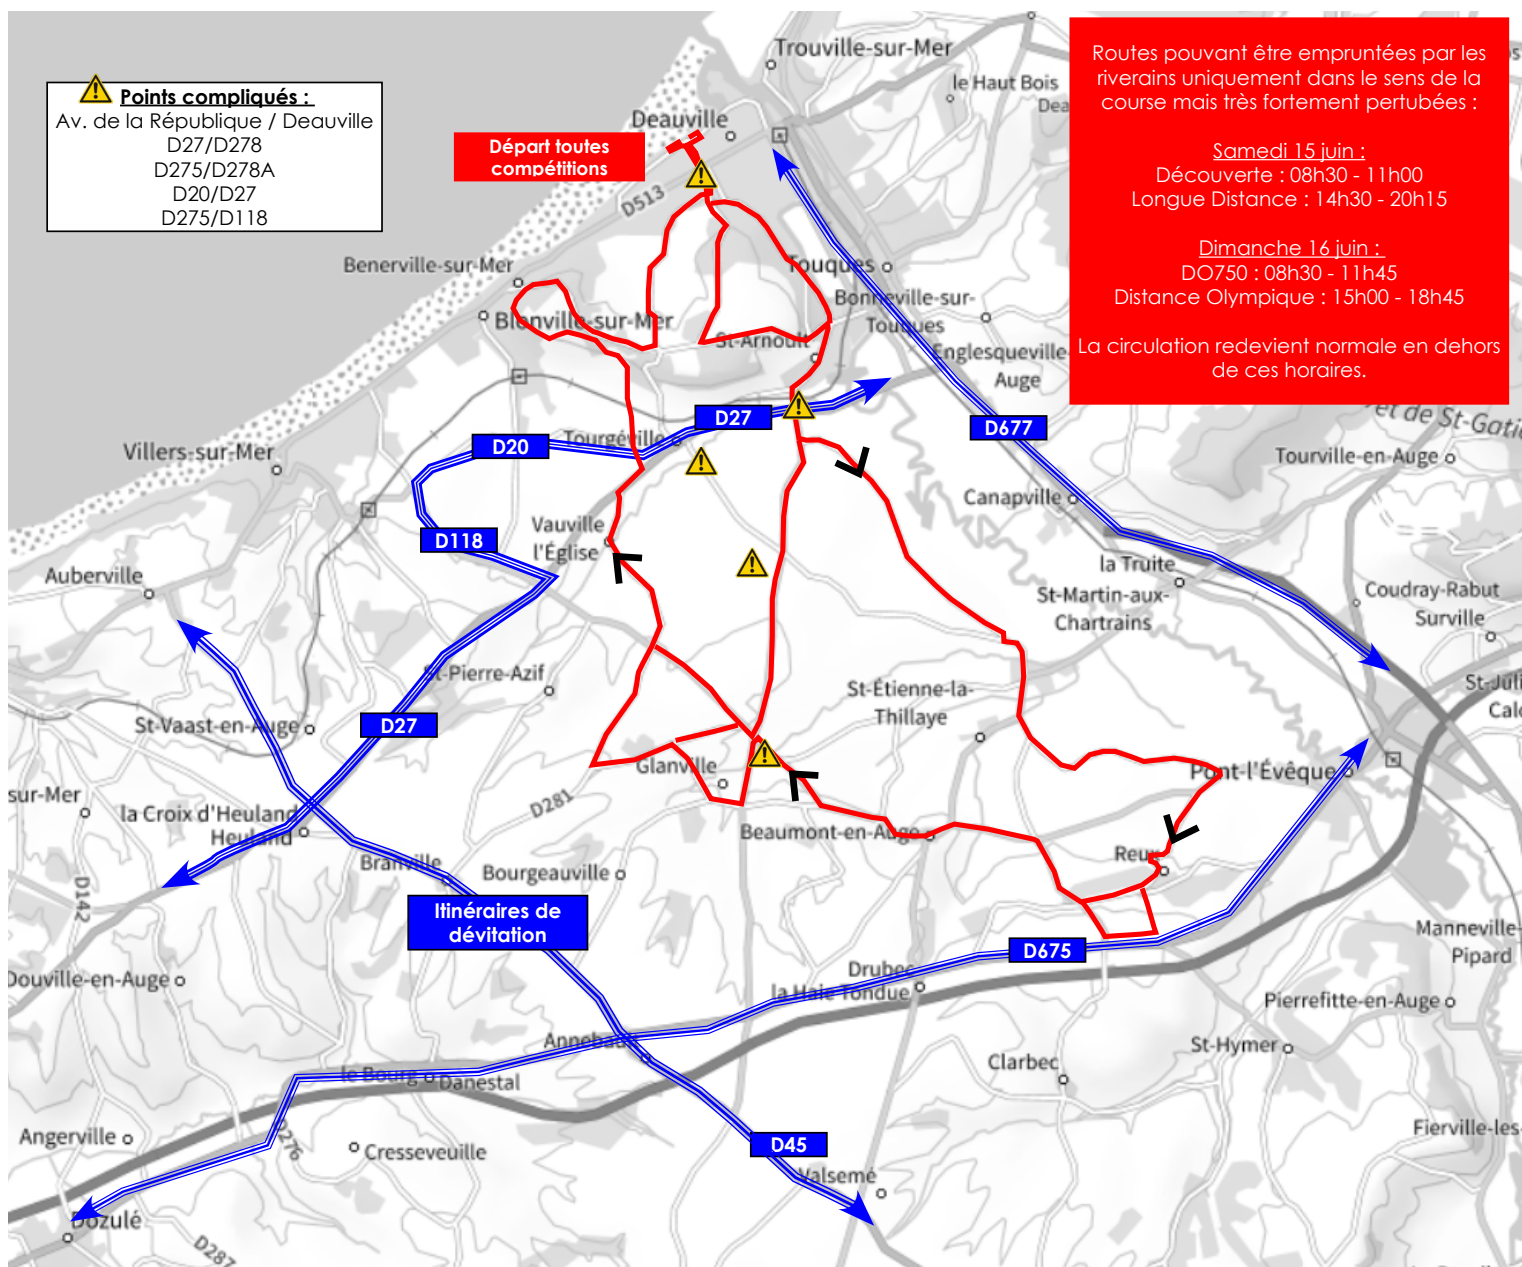 Points compliqués :
Av. de la République / Deauville
D27/D278
D275/D278A
D20/D27
D275/D118
Départ toutes
compétitions
Routes pouvant être empruntées par les
riverains uniquement dans le sens de la
course mais très fortement pertubées :
Samedi 15 juin :
Découverte : 08h30 - 11h00
Longue Distance : 14h30 - 20h15
Dimanche 16 juin :
DO750 : 08h30 - 11h45
Distance Olympique : 15h00 - 18h45
La circulation redevient normale en dehors
de ces horaires.
Trouville-sur-Mer
le Haut Bois
Dea
Deauville
D513
Benerville-sur-Mer
Touques
Blonville-sur-Mer
Bonneville-sur-
Touques
St-Arnoult
Englesqueville-
Auge
D27
D677
D20
Tourgéville
Villers-sur-Mer
Tourville-en-Auge
Canapville
D118
Vauville
l'Église
la Truite
Auberville
St-Martin-aux-
Chartrains
Coudray-Rabut
Surville
St-Pierre-Azif
St-Étienne-la-
Thillaye
St-Vaast-en-Auge
D27
Glanville
Pont-l'Évêque
sur-Mer
la Croix d'Heuland
Heuland
D281
Beaumont-en-Auge
Reux
Branville
Bourgeauville
D142
Itinéraires de
dévitation
D675
Manneville-
Pipard
Douville-en-Auge
Drubec
la Haie Tondue
Pierrefitte-en-Auge
Annebault
St-Hymer
Clarbec
le Bourg
Danestal
Angerville
D276
Cresseveuille
D45
Fierville-les-
Valsemé
Dozulé
D287